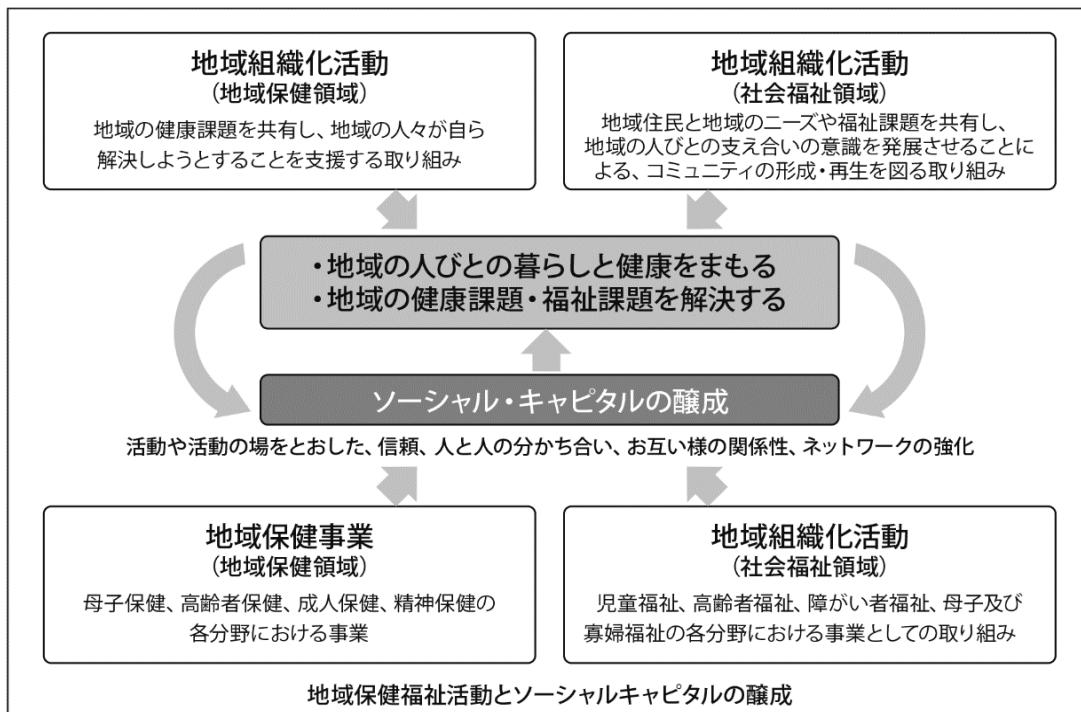 地域組織化活動
(地域保健領域)
地域の健康課題を共有し、地域の人々が自ら
解決しようとすることを支援する取り組み
地域組織化活動
(社会福祉領域)
地域住民と地域のニーズや福祉課題を共有し、
地域の人びとの支え合いの意識を発展させることに
よる、コミュニティの形成・再生を図る取り組み
・地域の人びとの暮らしと健康をまもる
・地域の健康課題・福祉課題を解決する
ソーシャル・キャピタルの醸成
活動や活動の場をとおした、信頼、人と人の分かち合い、お互い様の関係性、ネットワークの強化
地域保健事業
(地域保健領域)
母子保健、高齢者保健、成人保健、精神保健の
各分野における事業
地域組織化活動
(社会福祉領域)
児童福祉、高齢者福祉、障がい者福祉、母子及び
寡婦福祉の各分野における事業としての取り組み
地域保健福祉活動とソーシャルキャピタルの醸成